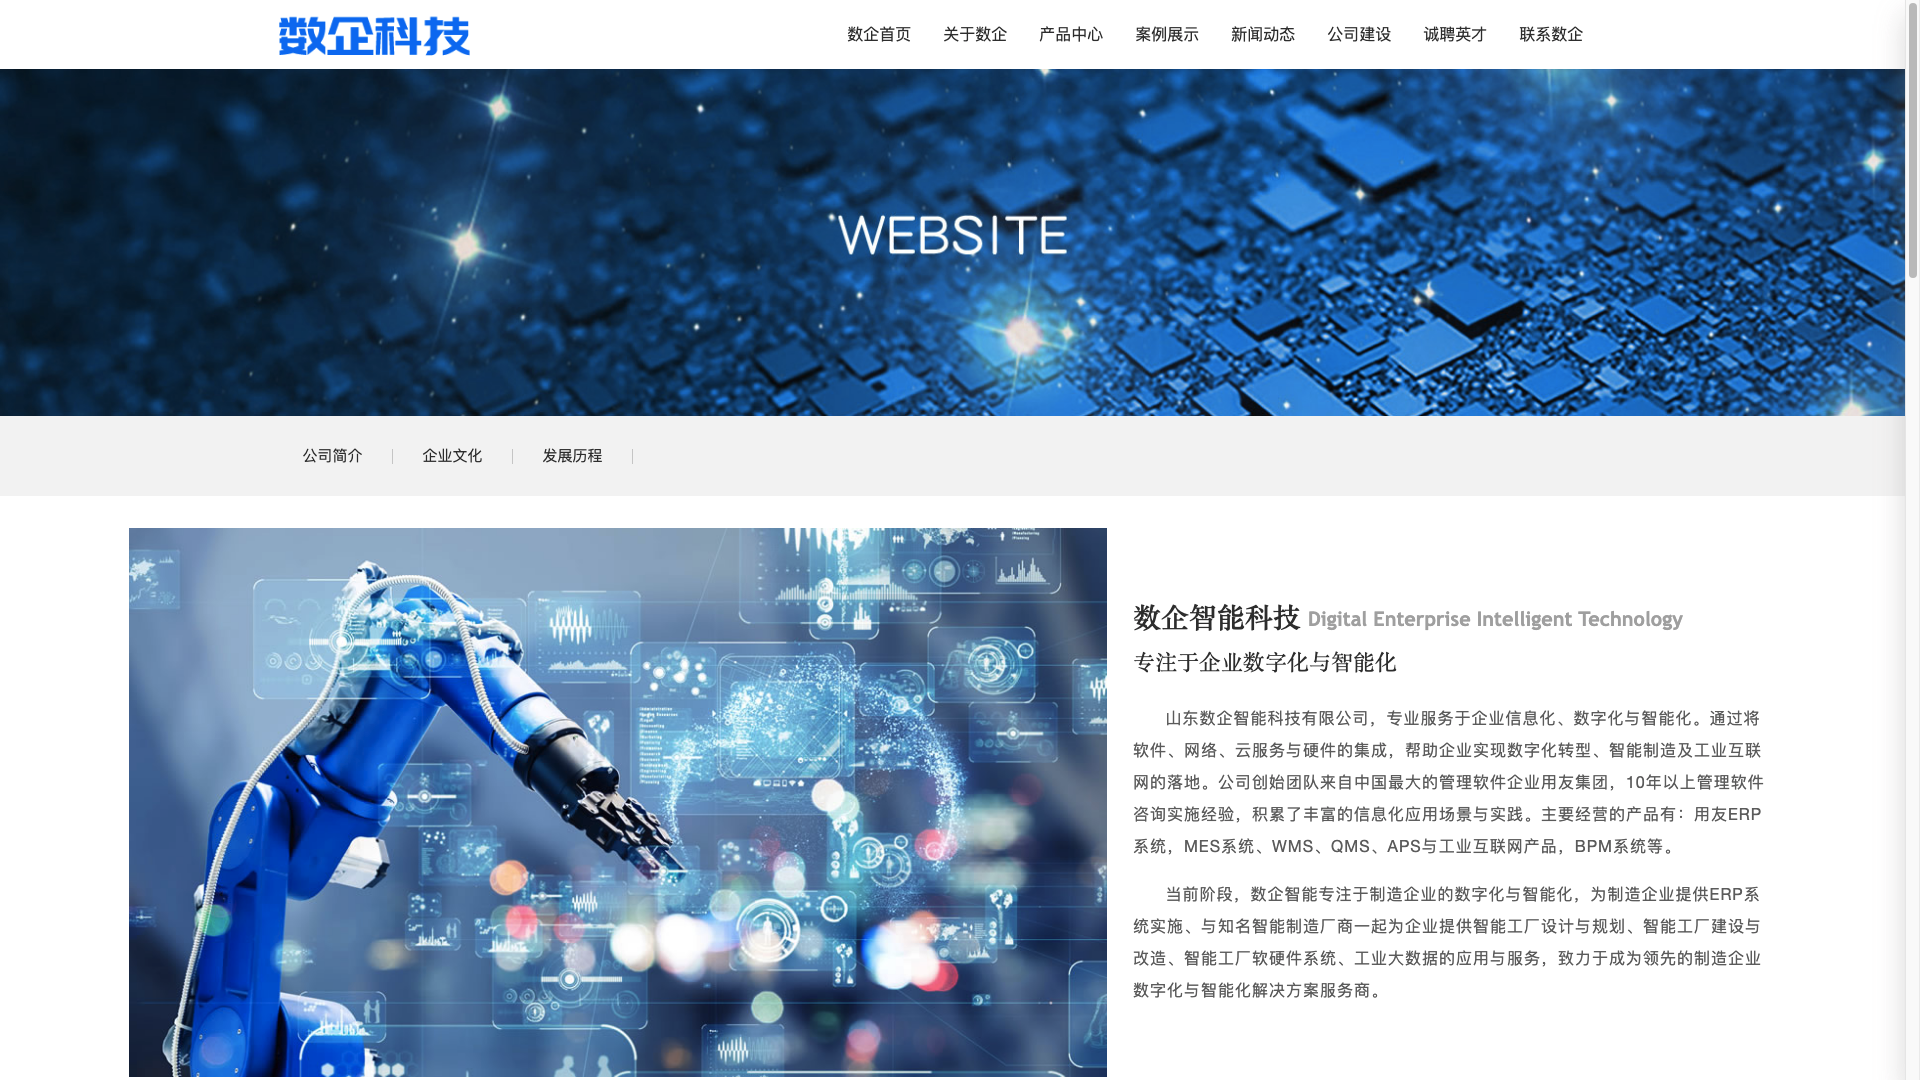 数企科技
数企首页 关于数企 产品中心 案例展示 新闻动态 公司建设 诚聘英才 联系数企
WEBSITE
公司简介 企业文化 发展历程
数企智能科技 Digital Enterprise Intelligent Technology
专注于企业数字化与智能化
山东数企智能科技有限公司，专业服务于企业信息化、数字化与智能化。通过将
软件、网络、云服务与硬件的集成，帮助企业实现数字化转型、智能制造及工业互联
网的落地。公司创始团队来自中国最大的管理软件企业用友集团，10年以上管理软件
咨询实施经验，积累了丰富的信息化应用场景与实践。主要经营的产品有：用友ERP
系统，MES系统、WMS、QMS、APS与工业互联网产品，BPM系统等。
当前阶段，数企智能专注于制造企业的数字化与智能化，为制造企业提供ERP系
统实施、与知名智能制造厂商一起为企业提供智能工厂设计与规划、智能工厂建设与
改造、智能工厂软硬件系统、工业大数据的应用与服务，致力于成为领先的制造企业
数字化与智能化解决方案服务商。